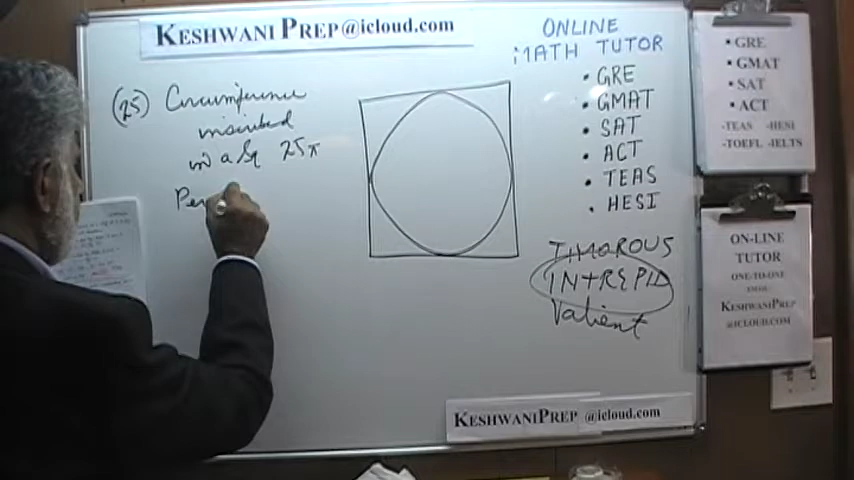 KESHWANI PREP@icloud.com
(25) Circumference
inscribed
in a Sq 25π
Per
ONLINE
MATH TUTOR
• GRE
• GMAT
• SAT
• ACT
• TEAS
• HESI
TIMOROUS
INTREPID
Valient
▪ GRE
▪ GMAT
▪ SAT
▪ ACT
-TEAS -HESI
-TOEFL -IELTS
ON-LINE
TUTOR
ONE-TO-ONE
KESHWANIPREP
@ICLOUD.COM
KESHWANIPREP @icloud.com